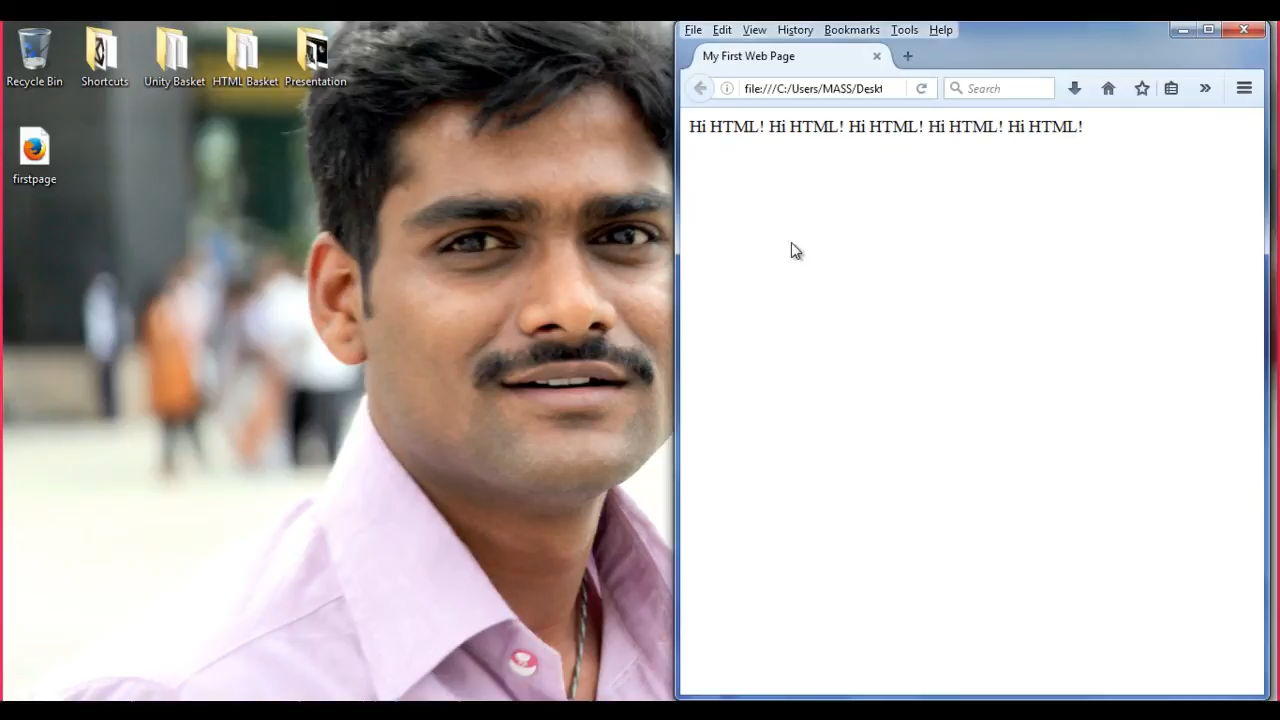 File Edit View History Bookmarks Tools Help
My First Web Page
file:///C:/Users/MASS/Deskt
Search
Hi HTML! Hi HTML! Hi HTML! Hi HTML! Hi HTML!
Recycle Bin
Shortcuts
Unity Basket
HTML Basket
Presentation
firstpage